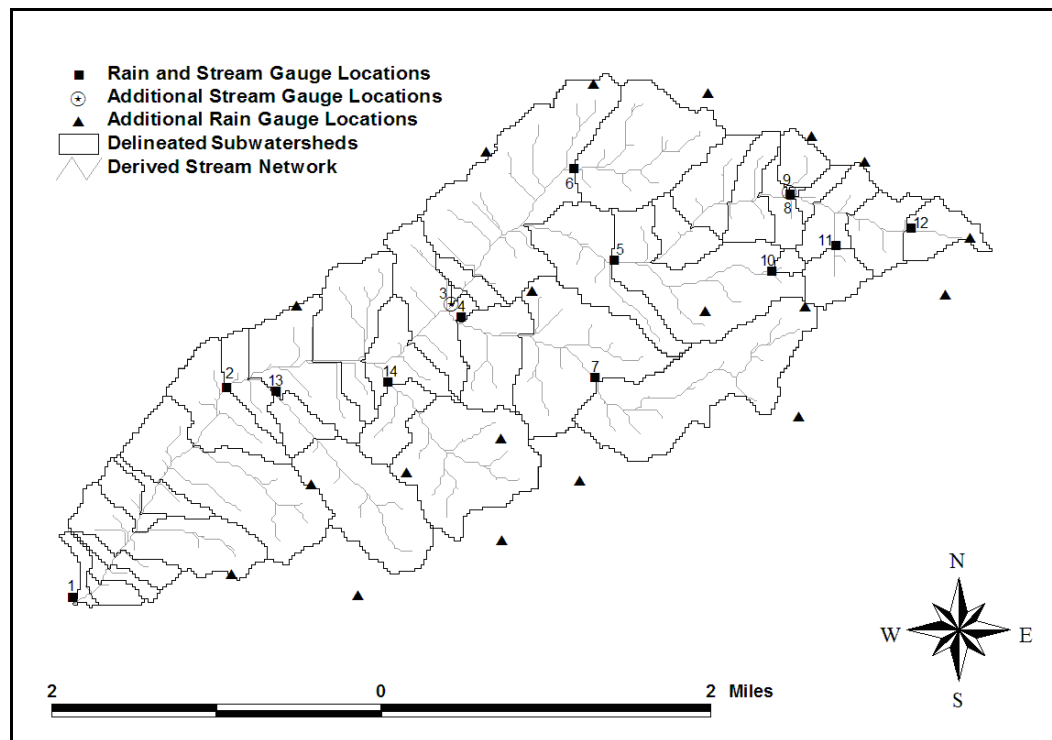 Rain and Stream Gauge Locations
Additional Stream Gauge Locations
Additional Rain Gauge Locations
Delineated Subwatersheds
Derived Stream Network
6
9
8
12
11
5
10
3
4
7
2
13
14
1
N
W E
S
2 0 2 Miles